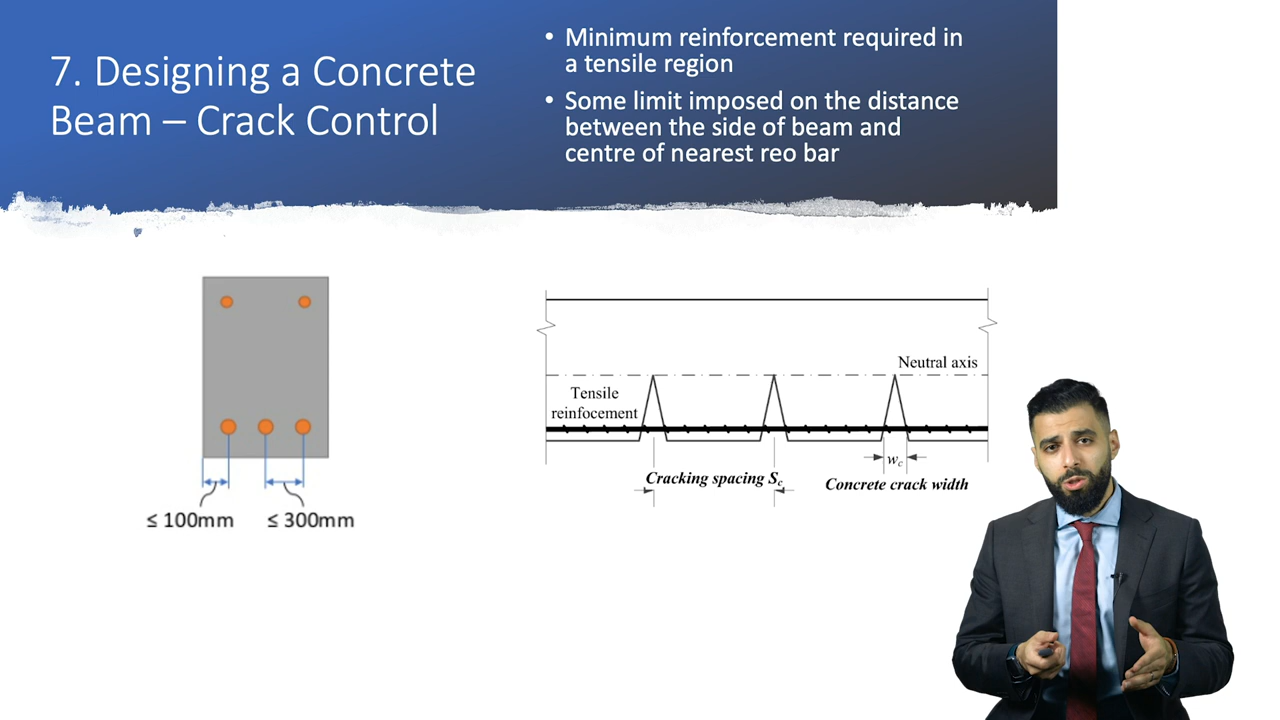 7. Designing a Concrete
Beam – Crack Control
• Minimum reinforcement required in
a tensile region
• Some limit imposed on the distance
between the side of beam and
centre of nearest reo bar
≤ 100mm
≤ 300mm
Neutral axis
Tensile
reinfocement
Cracking spacing Sc
wc
Concrete crack width